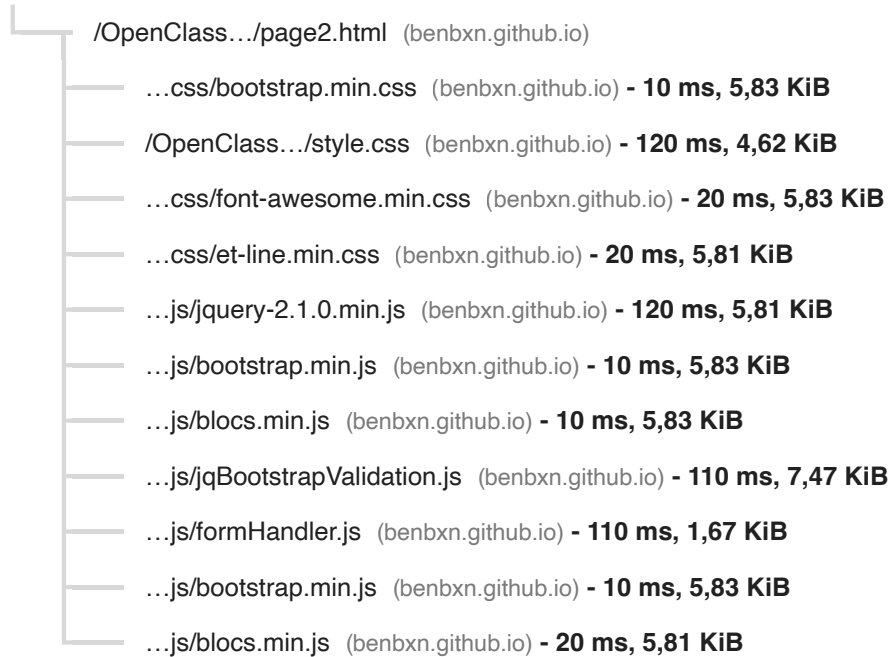 /OpenClass…/page2.html (benbxn.github.io)
…css/bootstrap.min.css (benbxn.github.io) - 10 ms, 5,83 KiB
/OpenClass…/style.css (benbxn.github.io) - 120 ms, 4,62 KiB
…css/font-awesome.min.css (benbxn.github.io) - 20 ms, 5,83 KiB
…css/et-line.min.css (benbxn.github.io) - 20 ms, 5,81 KiB
…js/jquery-2.1.0.min.js (benbxn.github.io) - 120 ms, 5,81 KiB
…js/bootstrap.min.js (benbxn.github.io) - 10 ms, 5,83 KiB
…js/blocs.min.js (benbxn.github.io) - 10 ms, 5,83 KiB
…js/jqBootstrapValidation.js (benbxn.github.io) - 110 ms, 7,47 KiB
…js/formHandler.js (benbxn.github.io) - 110 ms, 1,67 KiB
…js/bootstrap.min.js (benbxn.github.io) - 10 ms, 5,83 KiB
…js/blocs.min.js (benbxn.github.io) - 20 ms, 5,81 KiB